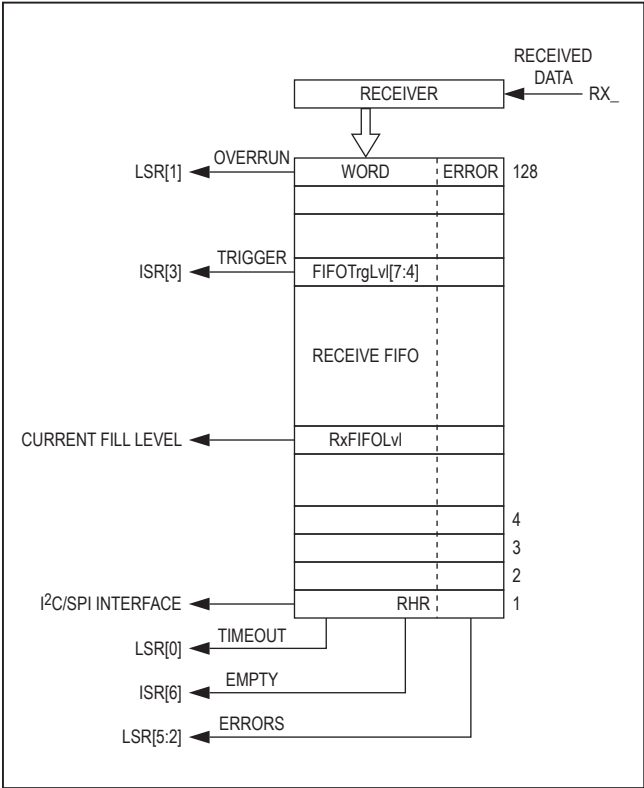 RECEIVED
DATA
RECEIVER
RX_
OVERRUN
LSR[1]
WORD
ERROR
128
TRIGGER
ISR[3]
FIFOTrgLvl[7:4]
RECEIVE FIFO
CURRENT FILL LEVEL
RxFIFOLvl
4
3
2
I2C/SPI INTERFACE
RHR
1
TIMEOUT
LSR[0]
EMPTY
ISR[6]
ERRORS
LSR[5:2]